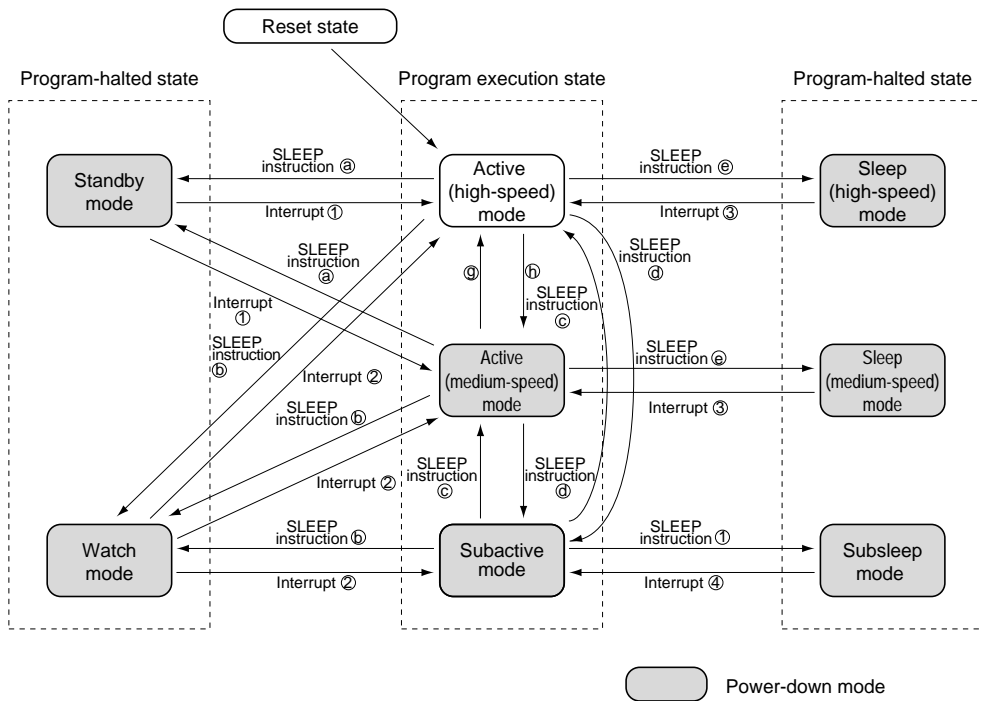 Reset state
Program-halted state
Program execution state
Program-halted state
Standby
mode
SLEEP
instruction ⓐ
Interrupt ①
Active
(high-speed)
mode
SLEEP
instruction ⓔ
Interrupt ③
Sleep
(high-speed)
mode
SLEEP
instruction
ⓐ
Interrupt
①
SLEEP
instruction
ⓑ
Interrupt ②
ⓖ
ⓗ
SLEEP
instruction
ⓒ
SLEEP
instruction
ⓓ
Active
(medium-speed)
mode
SLEEP
instruction ⓔ
Interrupt ③
Sleep
(medium-speed)
mode
SLEEP
instruction ⓑ
Interrupt ②
SLEEP
instruction
ⓒ
SLEEP
instruction
ⓓ
Watch
mode
SLEEP
instruction ⓑ
Interrupt ②
Subactive
mode
SLEEP
instruction ①
Interrupt ④
Subsleep
mode
Power-down mode